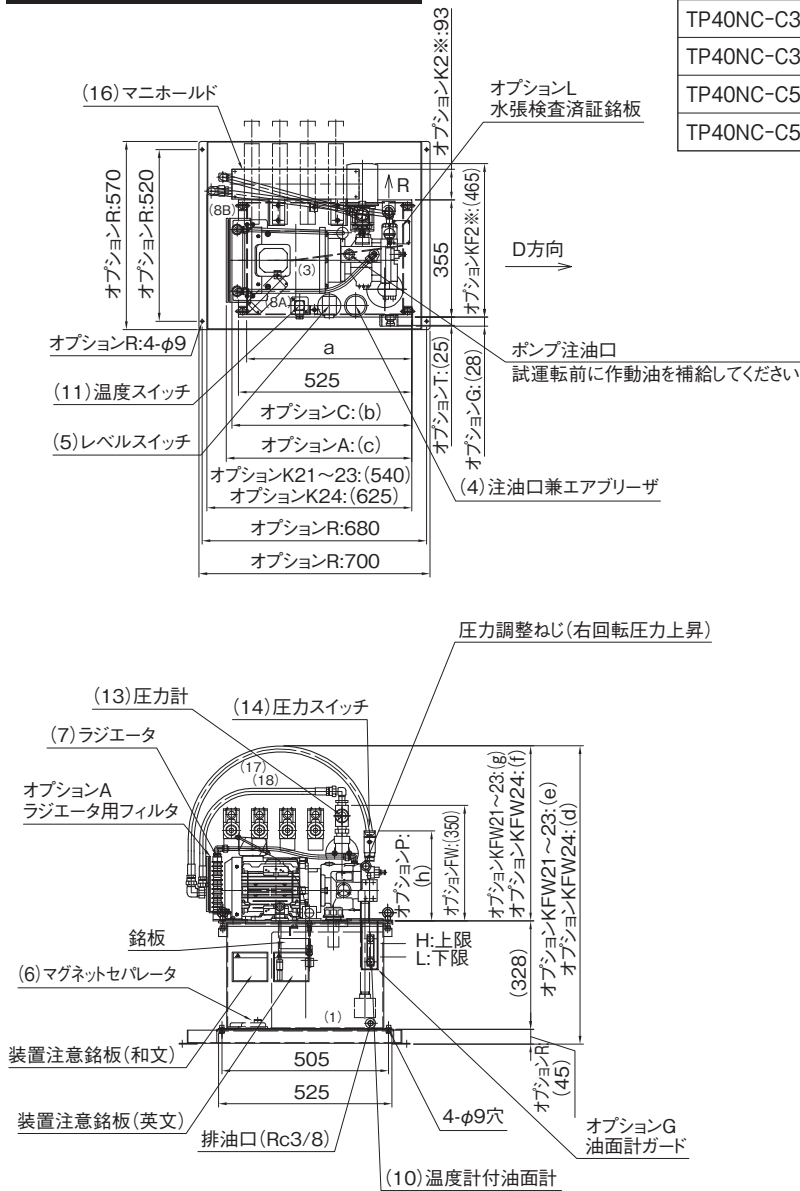 TP40NC-C3
TP40NC-C3
TP40NC-C5
TP40NC-C5
オプションK2※:93
(16)マニホールド
オプションL
水張検査済証銘板
オプションR:570
オプションR:520
(8B)
R
(3)
(8A)
355
オプションKF2※:(465)
D方向
オプションR:4-φ9
a
525
オプションT:(25)
オプションG:(28)
ポンプ注油口
試運転前に作動油を補給してください
(11)温度スイッチ
オプションC:(b)
(5)レベルスイッチ
オプションA:(c)
オプションK21~23:(540)
オプションK24:(625)
(4)注油口兼エアブリーザ
オプションR:680
オプションR:700
圧力調整ねじ(右回転圧力上昇)
(13)圧力計
(14)圧力スイッチ
(7)ラジエータ
(17)
(18)
オプションA
ラジエータ用フィルタ
オプションP:
(h)
オプションFW:(350)
オプションKFW21~23:(g)
オプションKFW24:(f)
オプションKFW21~23:(e)
オプションKFW24:(d)
銘板
H:上限
L:下限
(6)マグネットセパレータ
(328)
(1)
装置注意銘板(和文)
505
525
オプションR
(45)
装置注意銘板(英文)
4-φ9穴
排油口(Rc3/8)
オプションG
油面計ガード
(10)温度計付油面計